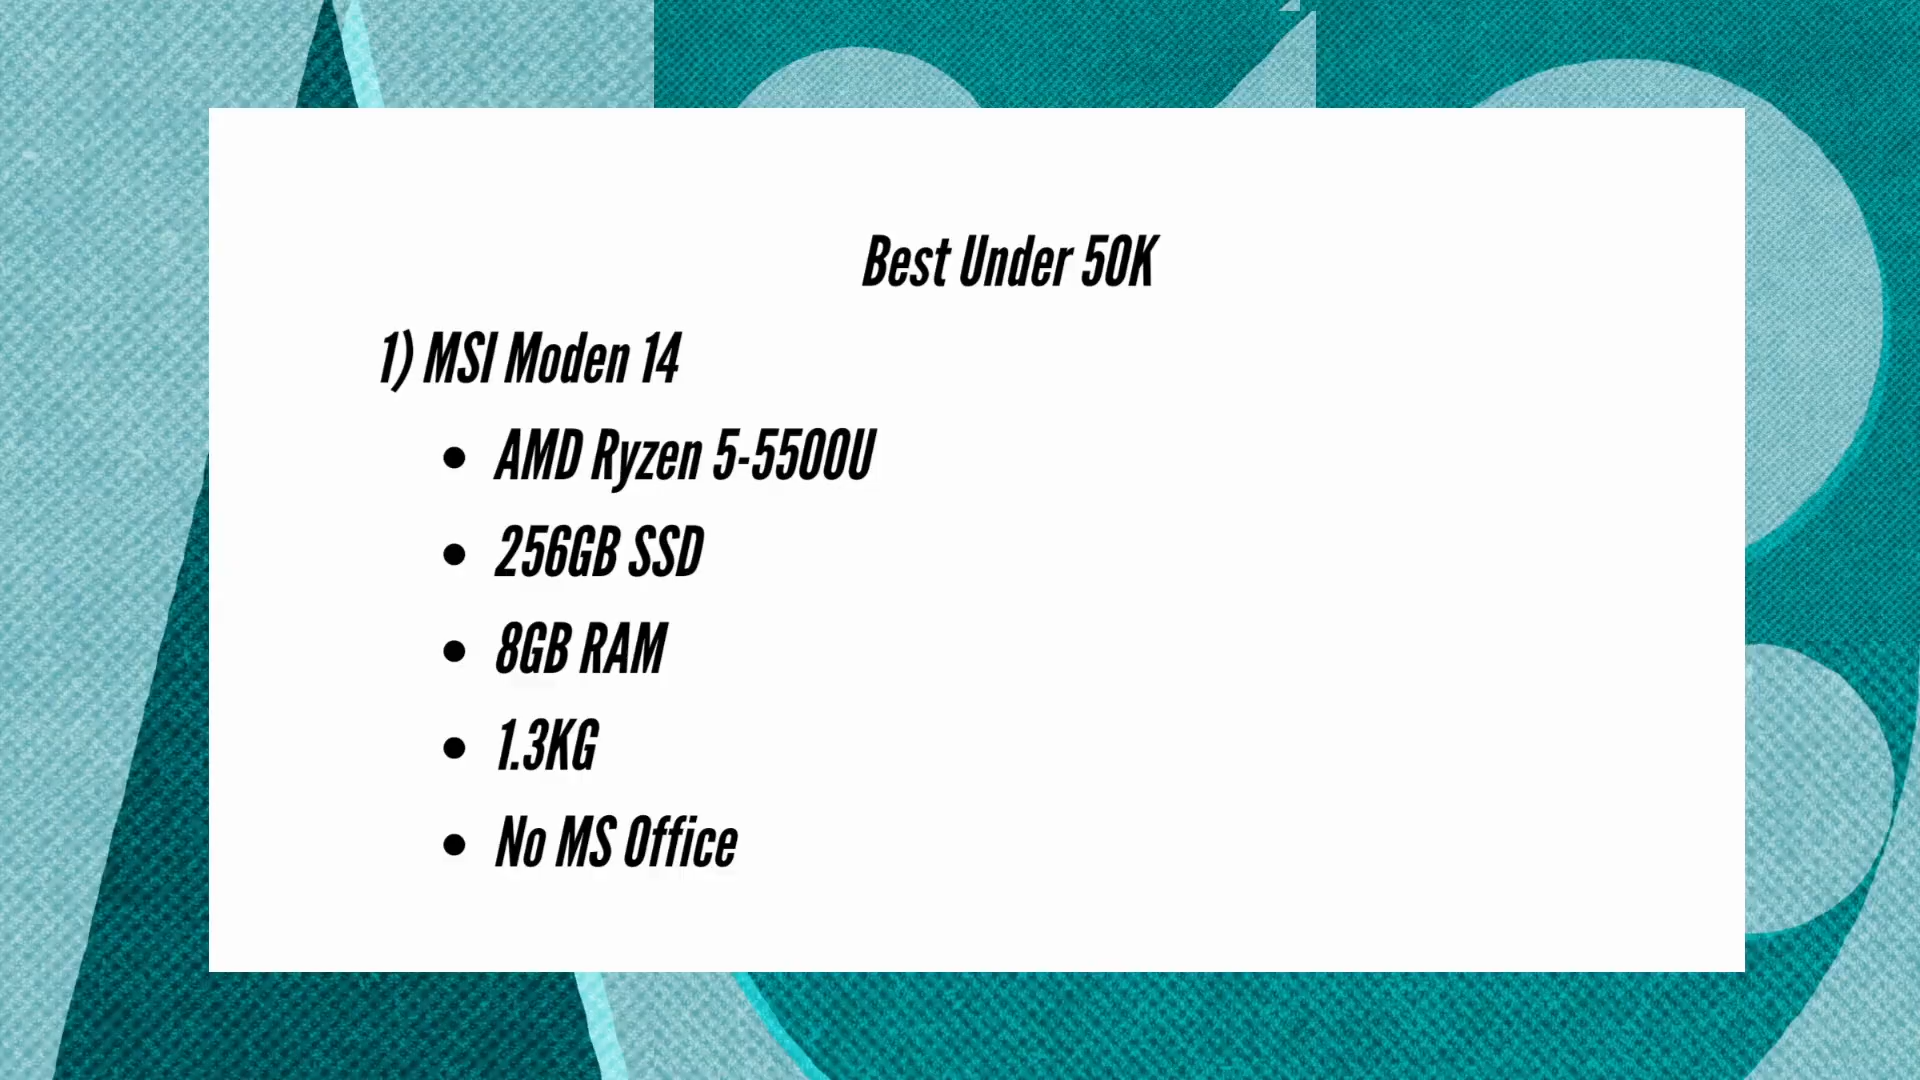 Best Under 50K
1) MSI Moden 14
• AMD Ryzen 5-5500U
• 256GB SSD
• 8GB RAM
• 1.3KG
• No MS Office